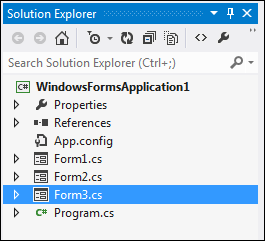 Solution Explorer
Search Solution Explorer (Ctrl+;)
C# WindowsFormsApplication1
Properties
References
App.config
Form1.cs
Form2.cs
Form3.cs
C# Program.cs